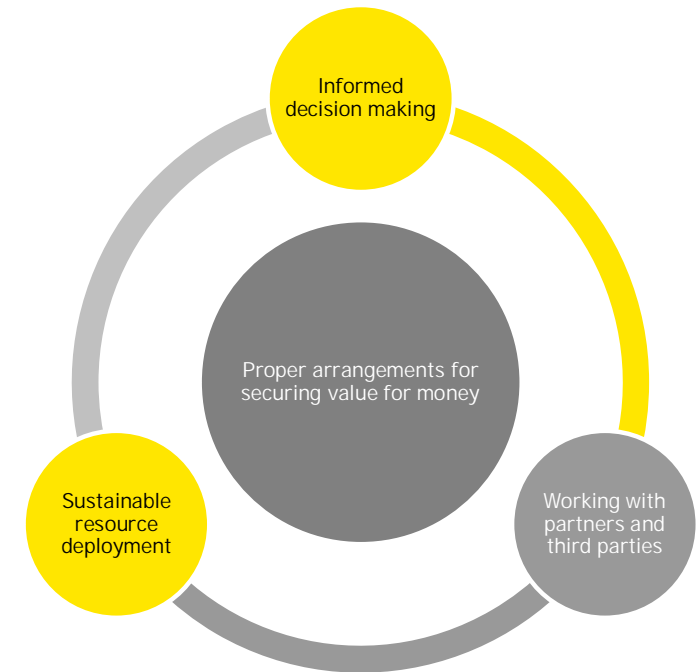 Informed
decision making
Proper arrangements for
securing value for money
Sustainable
resource
deployment
Working with
partners and
third parties